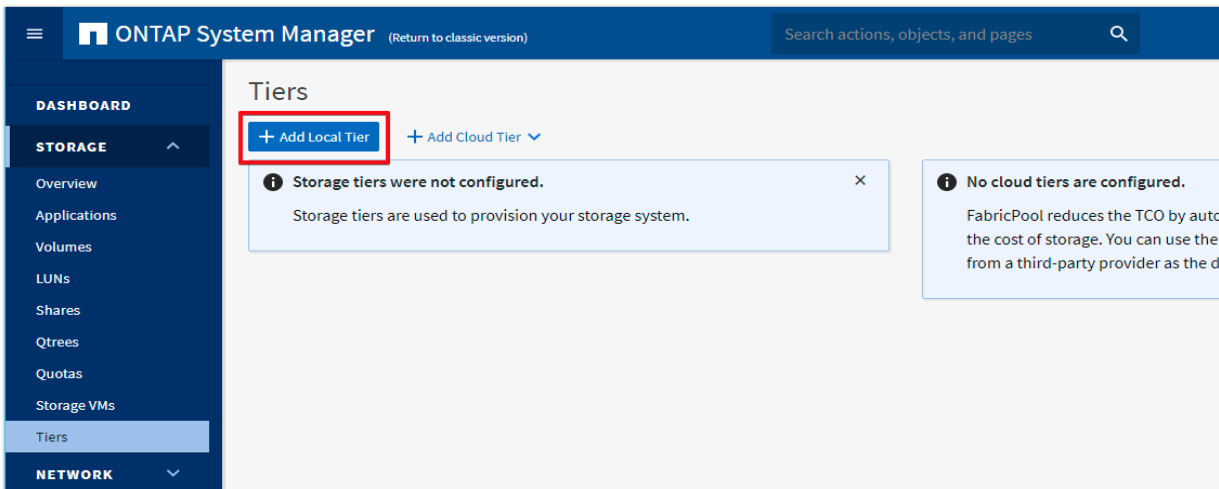 ONTAP System Manager (Return to classic version)
Search actions, objects, and pages
DASHBOARD
STORAGE
Overview
Applications
Volumes
LUNs
Shares
Qtrees
Quotas
Storage VMs
Tiers
NETWORK
Tiers
+ Add Local Tier
+ Add Cloud Tier
Storage tiers were not configured.
Storage tiers are used to provision your storage system.
No cloud tiers are configured.
FabricPool reduces the TCO by auto
the cost of storage. You can use the
from a third-party provider as the d